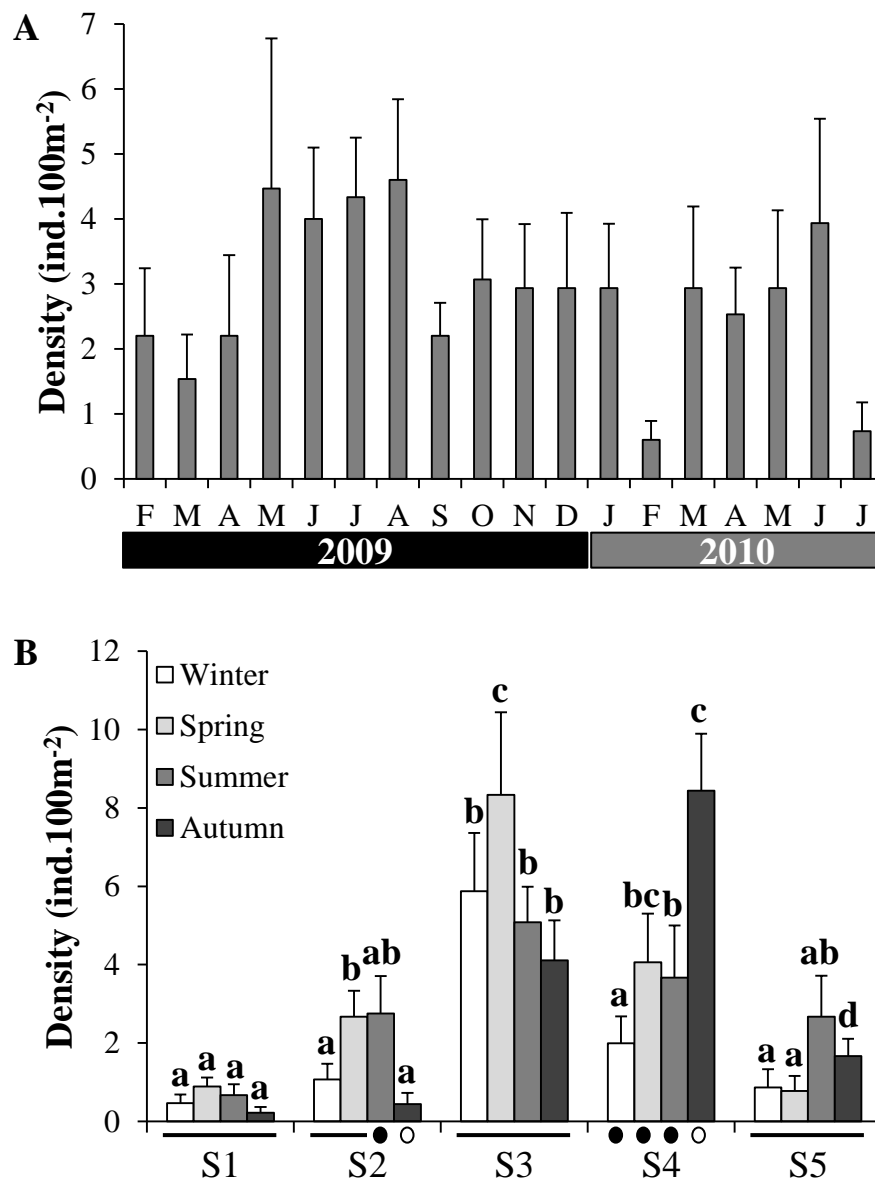 A
Density (ind.100m⁻²)
7
6
5
4
3
2
1
0
F M A M J J A S O N D J F M A M J J
2009 2010
B
Density (ind.100m⁻²)
12
10
8
6
4
2
0
Winter
Spring
Summer
Autumn
a a a a
a b ab a
b c b b
a bc b c
a a ab d
S1 S2 S3 S4 S5